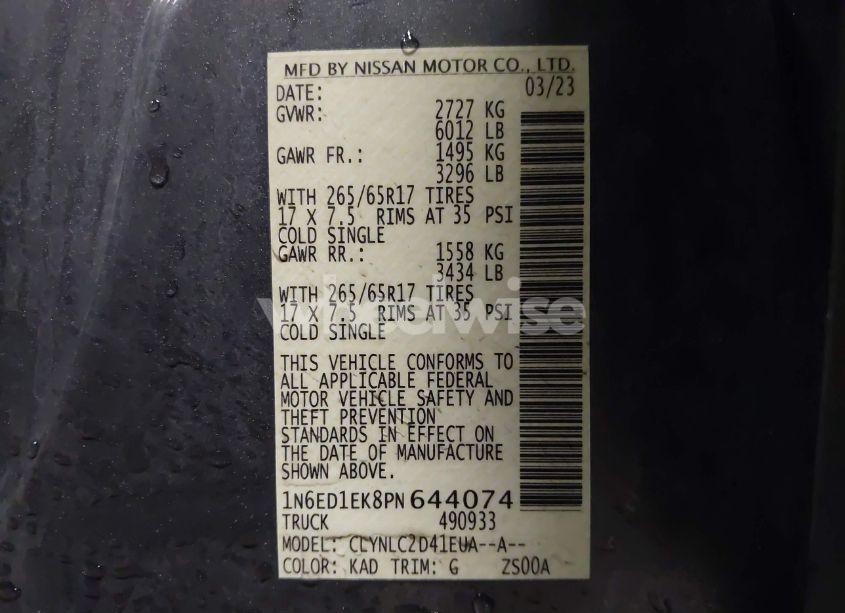 MFD BY NISSAN MOTOR CO., LTD.
DATE: 03/23
GVWR: 2727 KG
6012 LB
GAWR FR.: 1495 KG
3296 LB
WITH 265/65R17 TIRES
17 X 7.5 RIMS AT 35 PSI
COLD SINGLE
GAWR RR.: 1558 KG
3434 LB
WITH 265/65R17 TIRES
17 X 7.5 RIMS AT 35 PSI
COLD SINGLE
wheelwise
THIS VEHICLE CONFORMS TO
ALL APPLICABLE FEDERAL
MOTOR VEHICLE SAFETY AND
THEFT PREVENTION
STANDARDS IN EFFECT ON
THE DATE OF MANUFACTURE
SHOWN ABOVE.
1N6ED1EK8PN644074
TRUCK 490933
MODEL: CLYNLC2D41EUA--A--
COLOR: KAD TRIM: G ZS00A